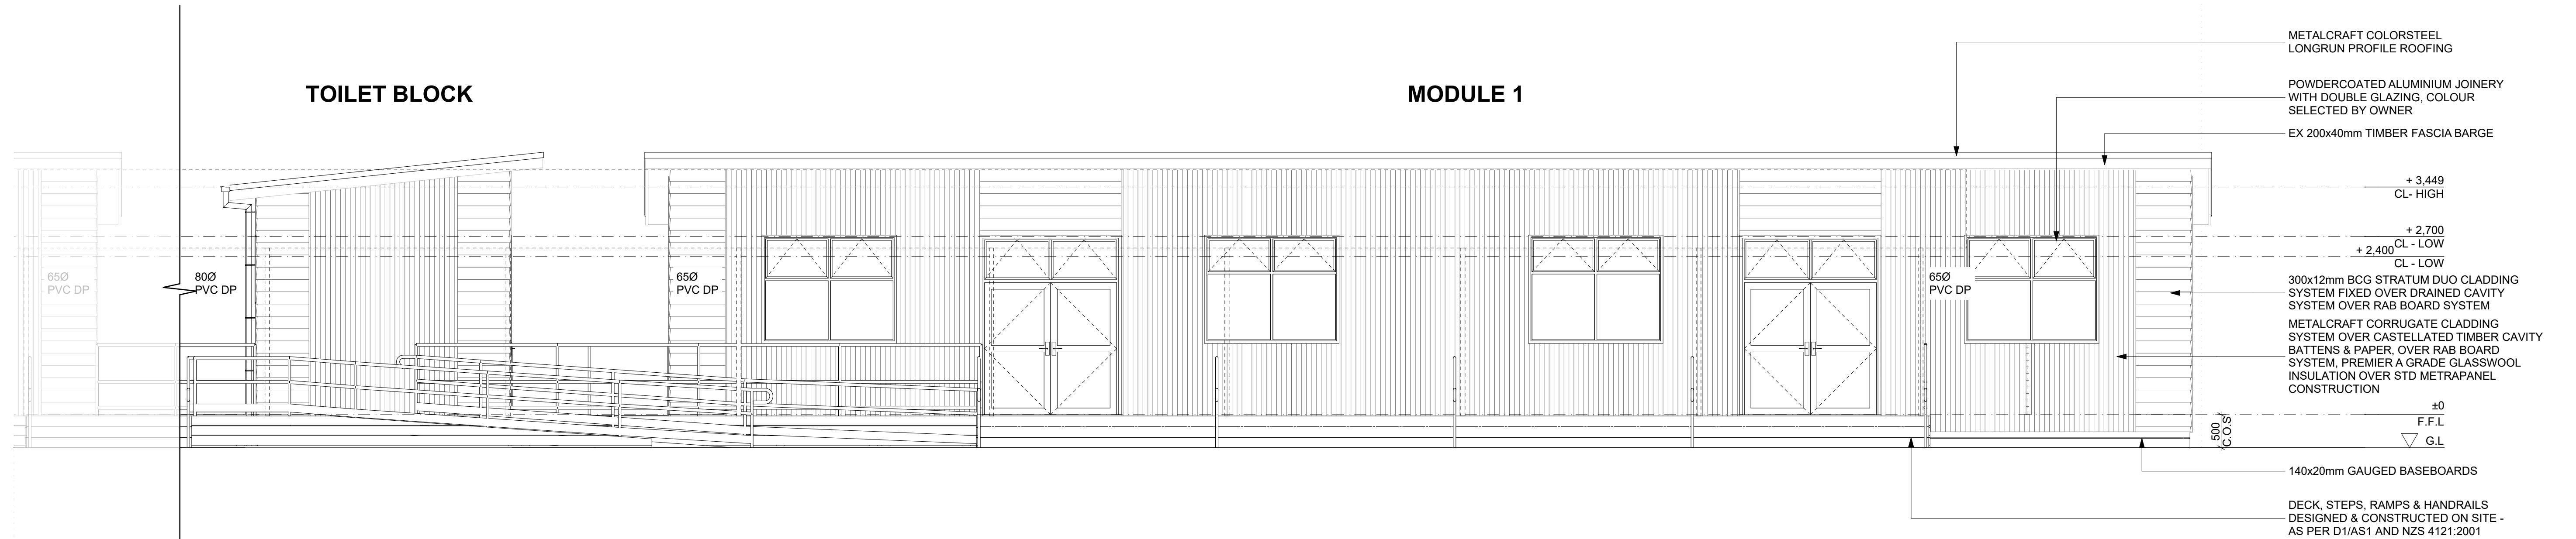 TOILET BLOCK
MODULE 1
METALCRAFT COLORSTEEL
LONGRUN PROFILE ROOFING
POWDERCOATED ALUMINIUM JOINERY
WITH DOUBLE GLAZING, COLOUR
SELECTED BY OWNER
EX 200x40mm TIMBER FASCIA BARGE
+ 3,449
CL- HIGH
+ 2,700
CL - LOW
+ 2,400
CL - LOW
65Ø
PVC DP
80Ø
PVC DP
65Ø
PVC DP
65Ø
PVC DP
300x12mm BCG STRATUM DUO CLADDING
SYSTEM FIXED OVER DRAINED CAVITY
SYSTEM OVER RAB BOARD SYSTEM
METALCRAFT CORRUGATE CLADDING
SYSTEM OVER CASTELLATED TIMBER CAVITY
BATTENS & PAPER, OVER RAB BOARD
SYSTEM, PREMIER A GRADE GLASSWOOL
INSULATION OVER STD METRAPANEL
CONSTRUCTION
±0
F.F.L
500
C.O.S
G.L
140x20mm GAUGED BASEBOARDS
DECK, STEPS, RAMPS & HANDRAILS
DESIGNED & CONSTRUCTED ON SITE -
AS PER D1/AS1 AND NZS 4121:2001